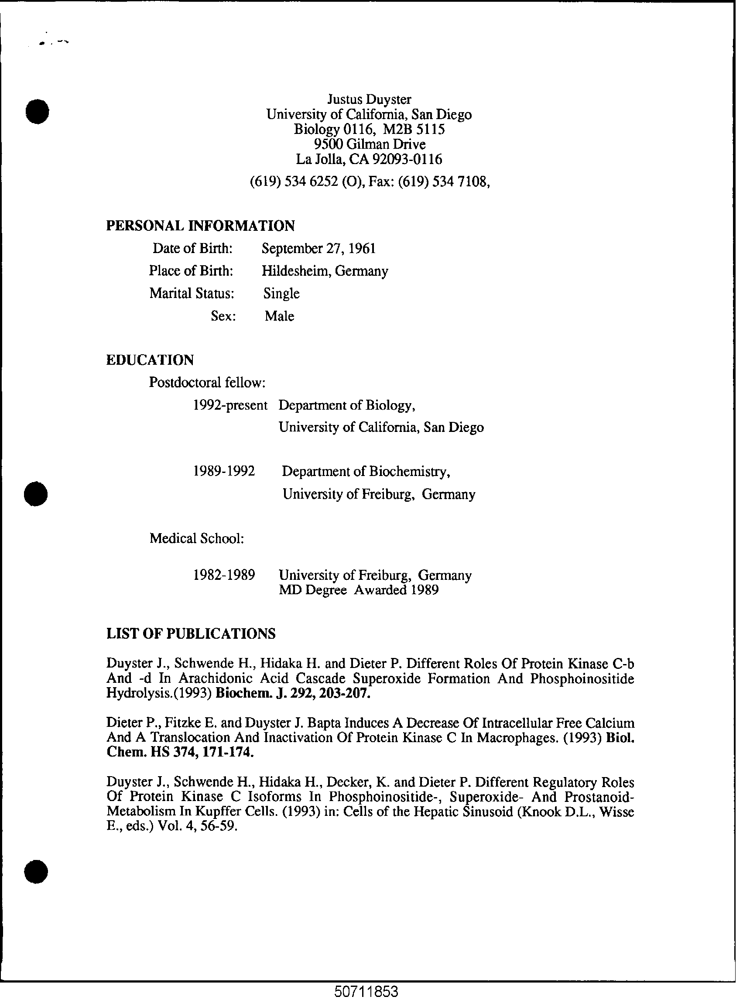 Justus Duyster
University of California, San Diego
Biology 0116, M2B 5115
9500 Gilman Drive
La Jolla, CA 92093-0116
(619) 534 6252 (O), Fax: (619) 534 7108,
PERSONAL INFORMATION
Date of Birth: September 27, 1961
Place of Birth: Hildesheim, Germany
Marital Status: Single
Sex: Male
EDUCATION
Postdoctoral fellow:
1992-present Department of Biology,
University of California, San Diego
1989-1992 Department of Biochemistry,
University of Freiburg, Germany
Medical School:
1982-1989 University of Freiburg, Germany
MD Degree Awarded 1989
LIST OF PUBLICATIONS
Duyster J., Schwende H., Hidaka H. and Dieter P. Different Roles Of Protein Kinase C-b
And -d In Arachidonic Acid Cascade Superoxide Formation And Phosphoinositide
Hydrolysis.(1993) Biochem. J. 292, 203-207.
Dieter P., Fitzke E. and Duyster J. Bapta Induces A Decrease Of Intracellular Free Calcium
And A Translocation And Inactivation Of Protein Kinase C In Macrophages. (1993) Biol.
Chem. HS 374, 171-174.
Duyster J., Schwende H., Hidaka H., Decker, K. and Dieter P. Different Regulatory Roles
Of Protein Kinase C Isoforms In Phosphoinositide-, Superoxide- And Prostanoid-
Metabolism In Kupffer Cells. (1993) in: Cells of the Hepatic Sinusoid (Knook D.L., Wisse
E., eds.) Vol. 4, 56-59.
50711853